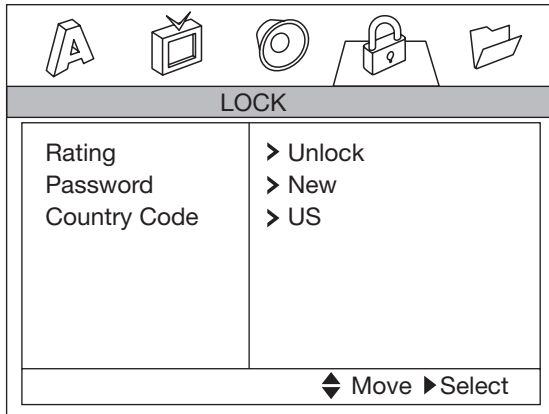 LOCK
Rating > Unlock
Password > New
Country Code > US
Move Select